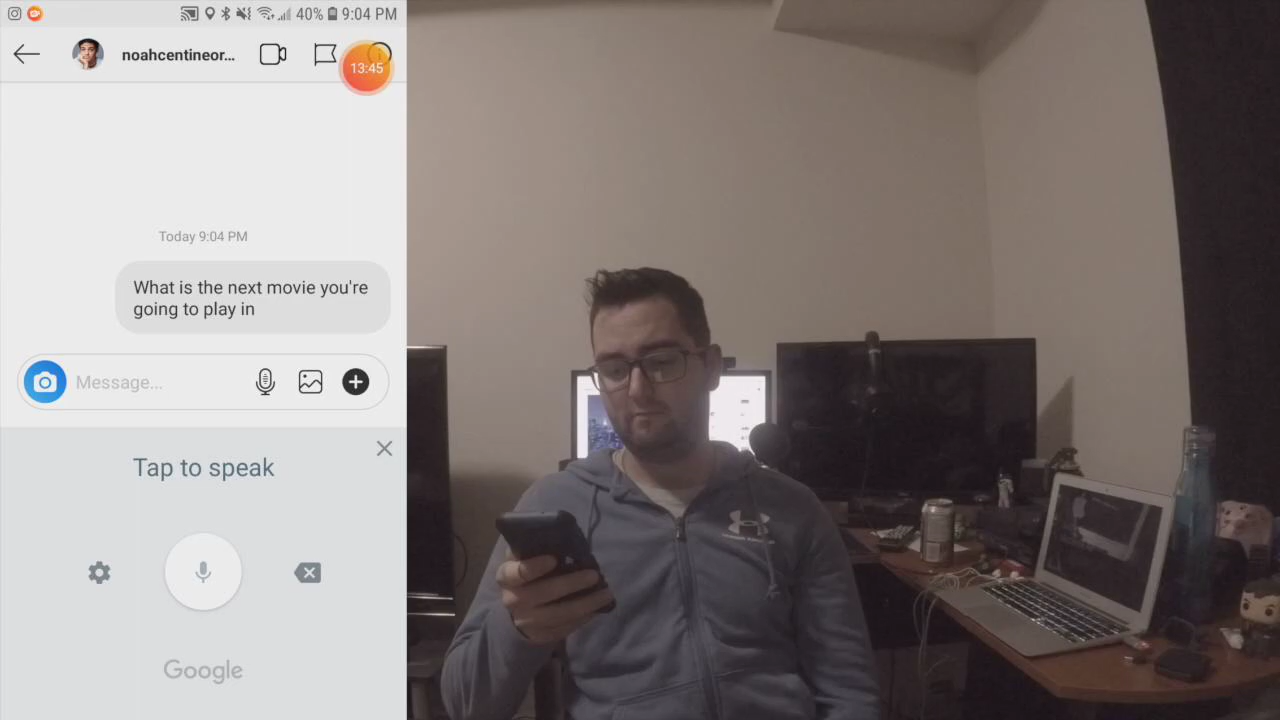 40% 9:04 PM
noahcentineor...
13:45
Today 9:04 PM
What is the next movie you're
going to play in
Message...
Tap to speak
Google